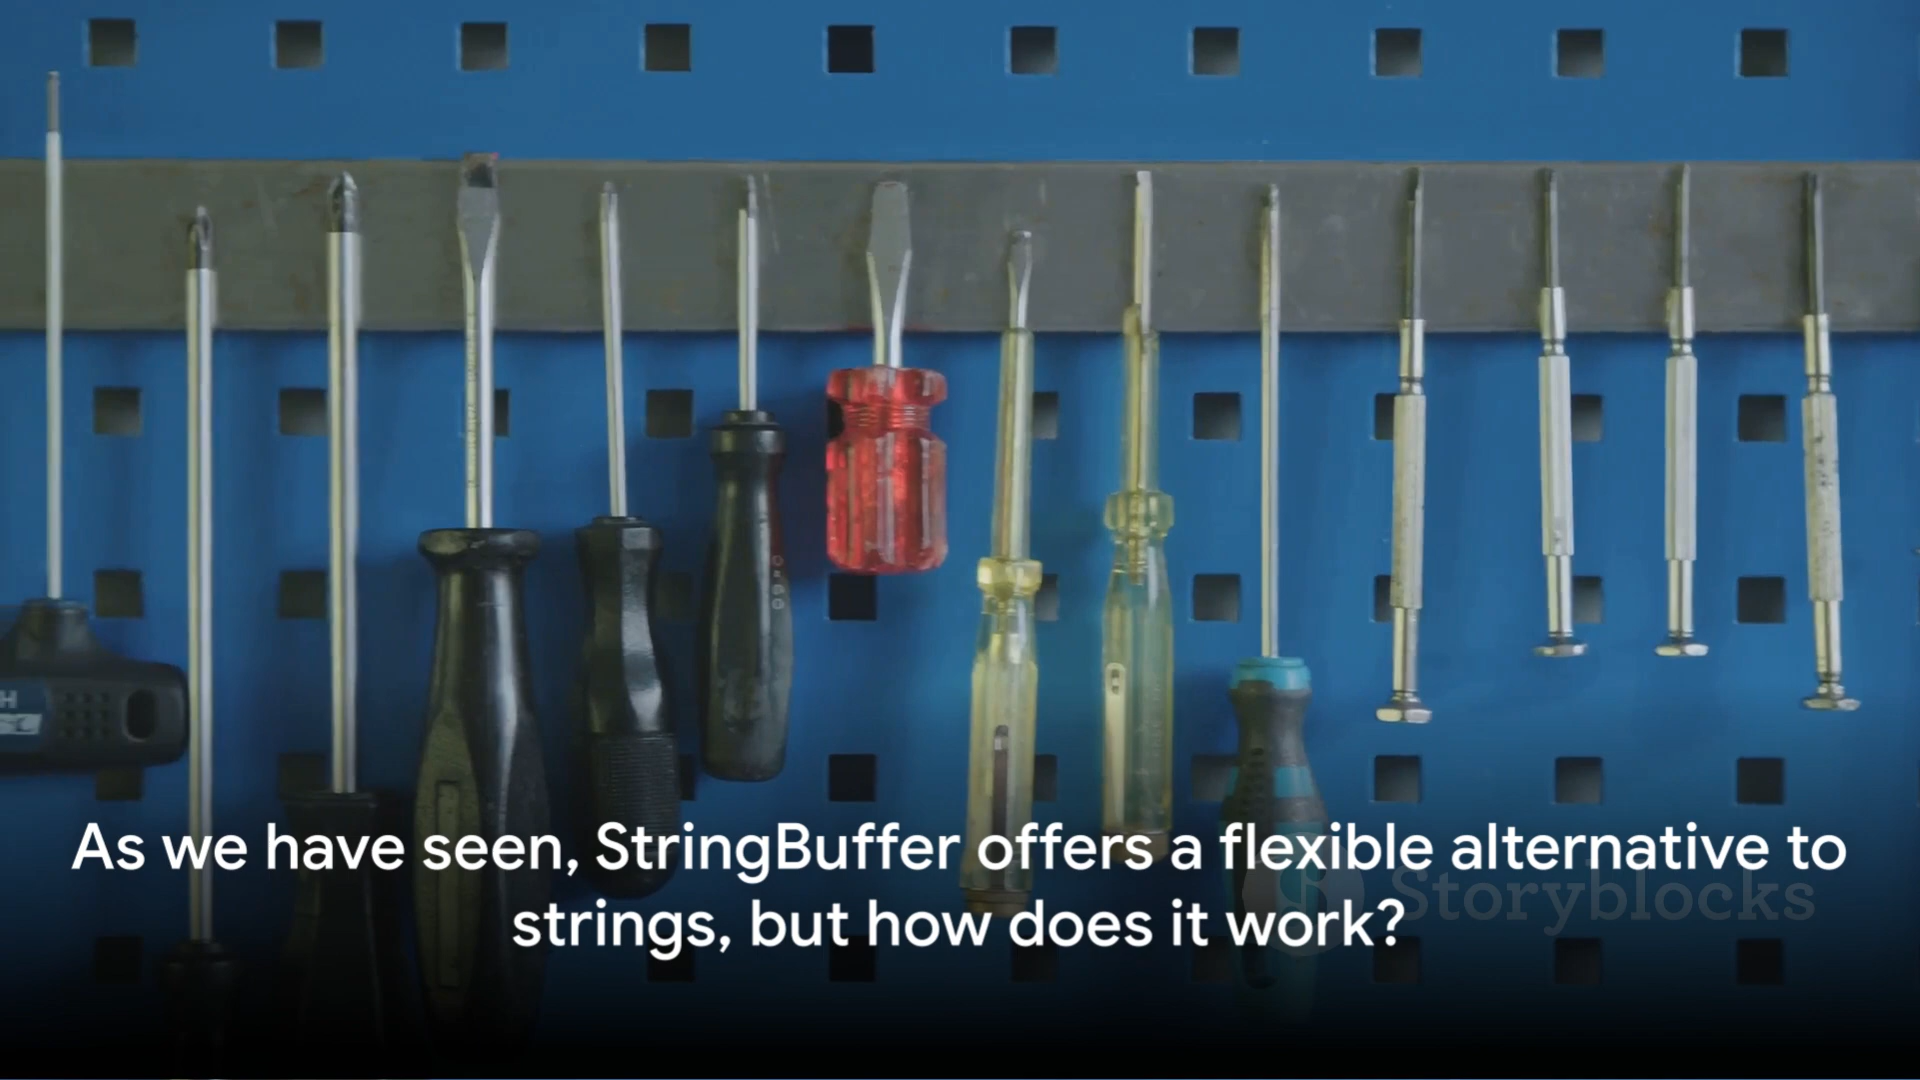 As we have seen, StringBuffer offers a flexible alternative to
strings, but how does it work?
Storyblocks